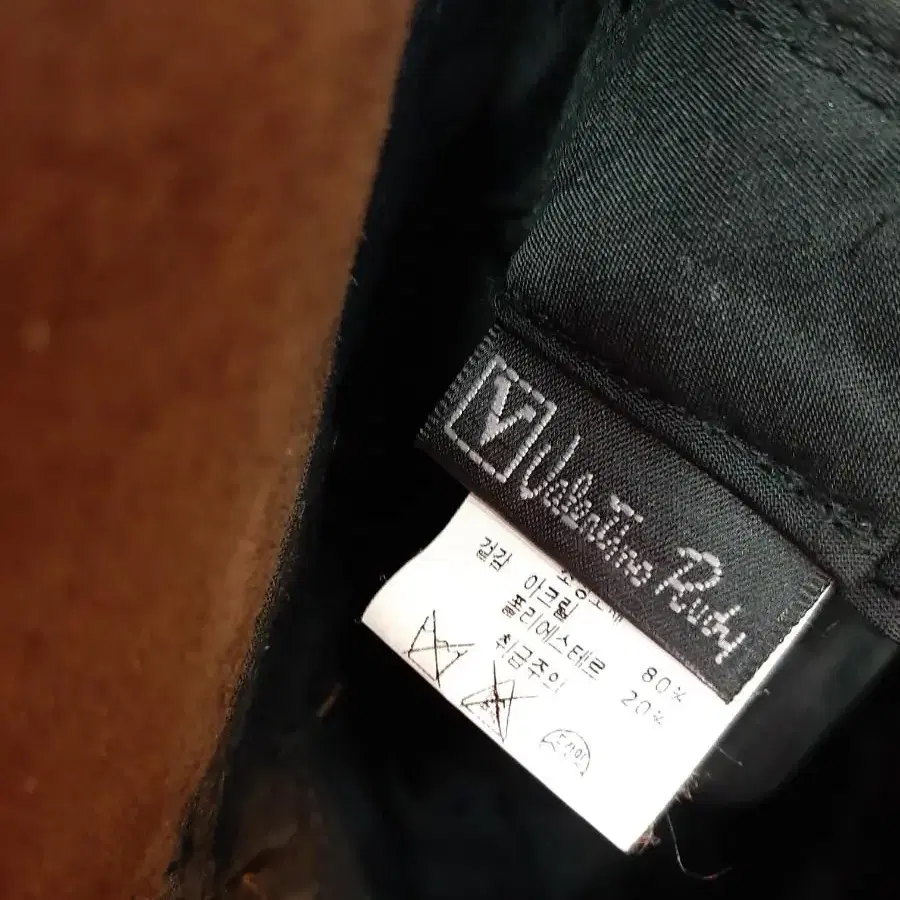 V Valentino Rudy
겉감
아크릴 80%
폴리에스테르 20%
취급주의